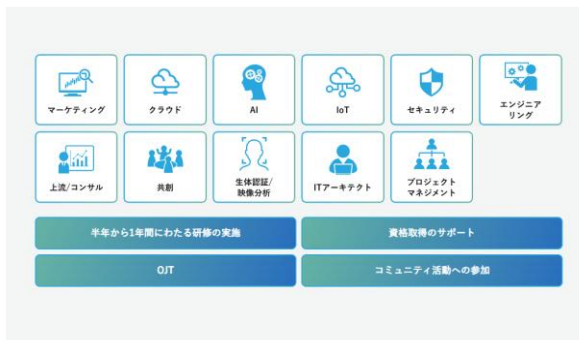 マーケティング
クラウド
AI
IoT
セキュリティ
エンジニア
リング
上流/コンサル
共創
生体認証/
映像分析
ITアーキテクト
プロジェクト
マネジメント
半年から1年間にわたる研修の実施
資格取得のサポート
OJT
コミュニティ活動への参加